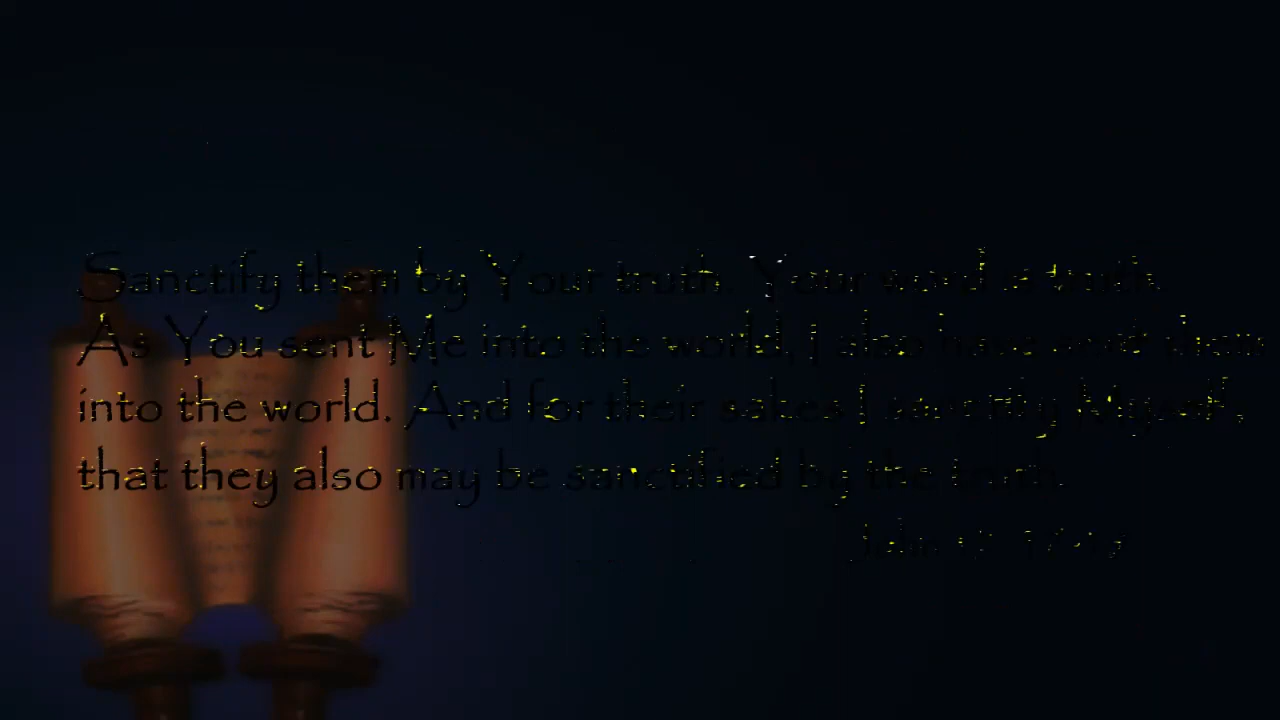 Sanctify them by Your truth. Your word is truth.
As You sent Me into the world, I also have sent them
into the world. And for their sakes I sanctify Myself,
that they also may be sanctified by the truth.
John 17